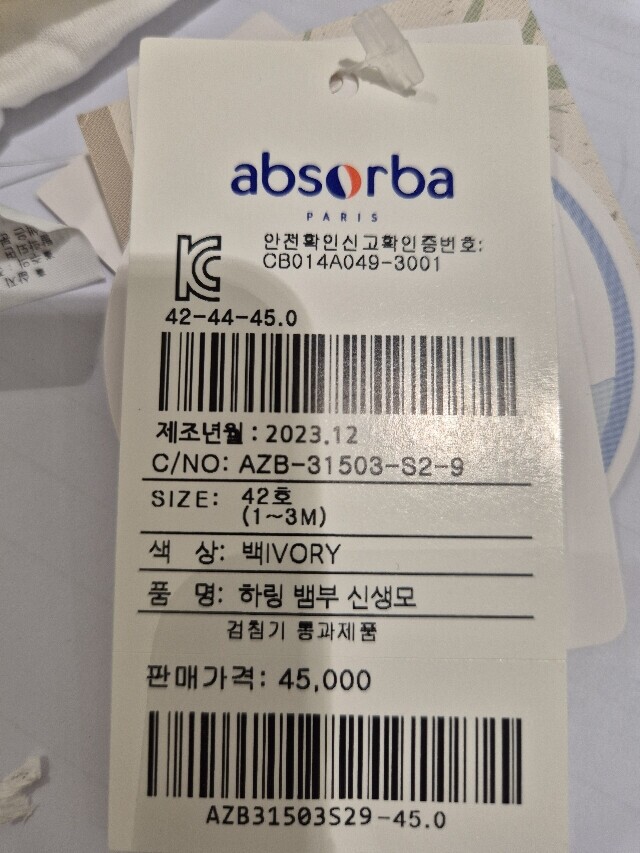 absorba
PARIS
안전확인신고확인증번호:
CB014A049-3001
42-44-45.0
제조년월 : 2023.12
C/NO: AZB-31503-S2-9
SIZE: 42호
(1~3M)
색 상: 백IVORY
품 명: 하링 뱀부 신생모
검침기 통과제품
판매가격: 45,000
AZB31503S29-45.0